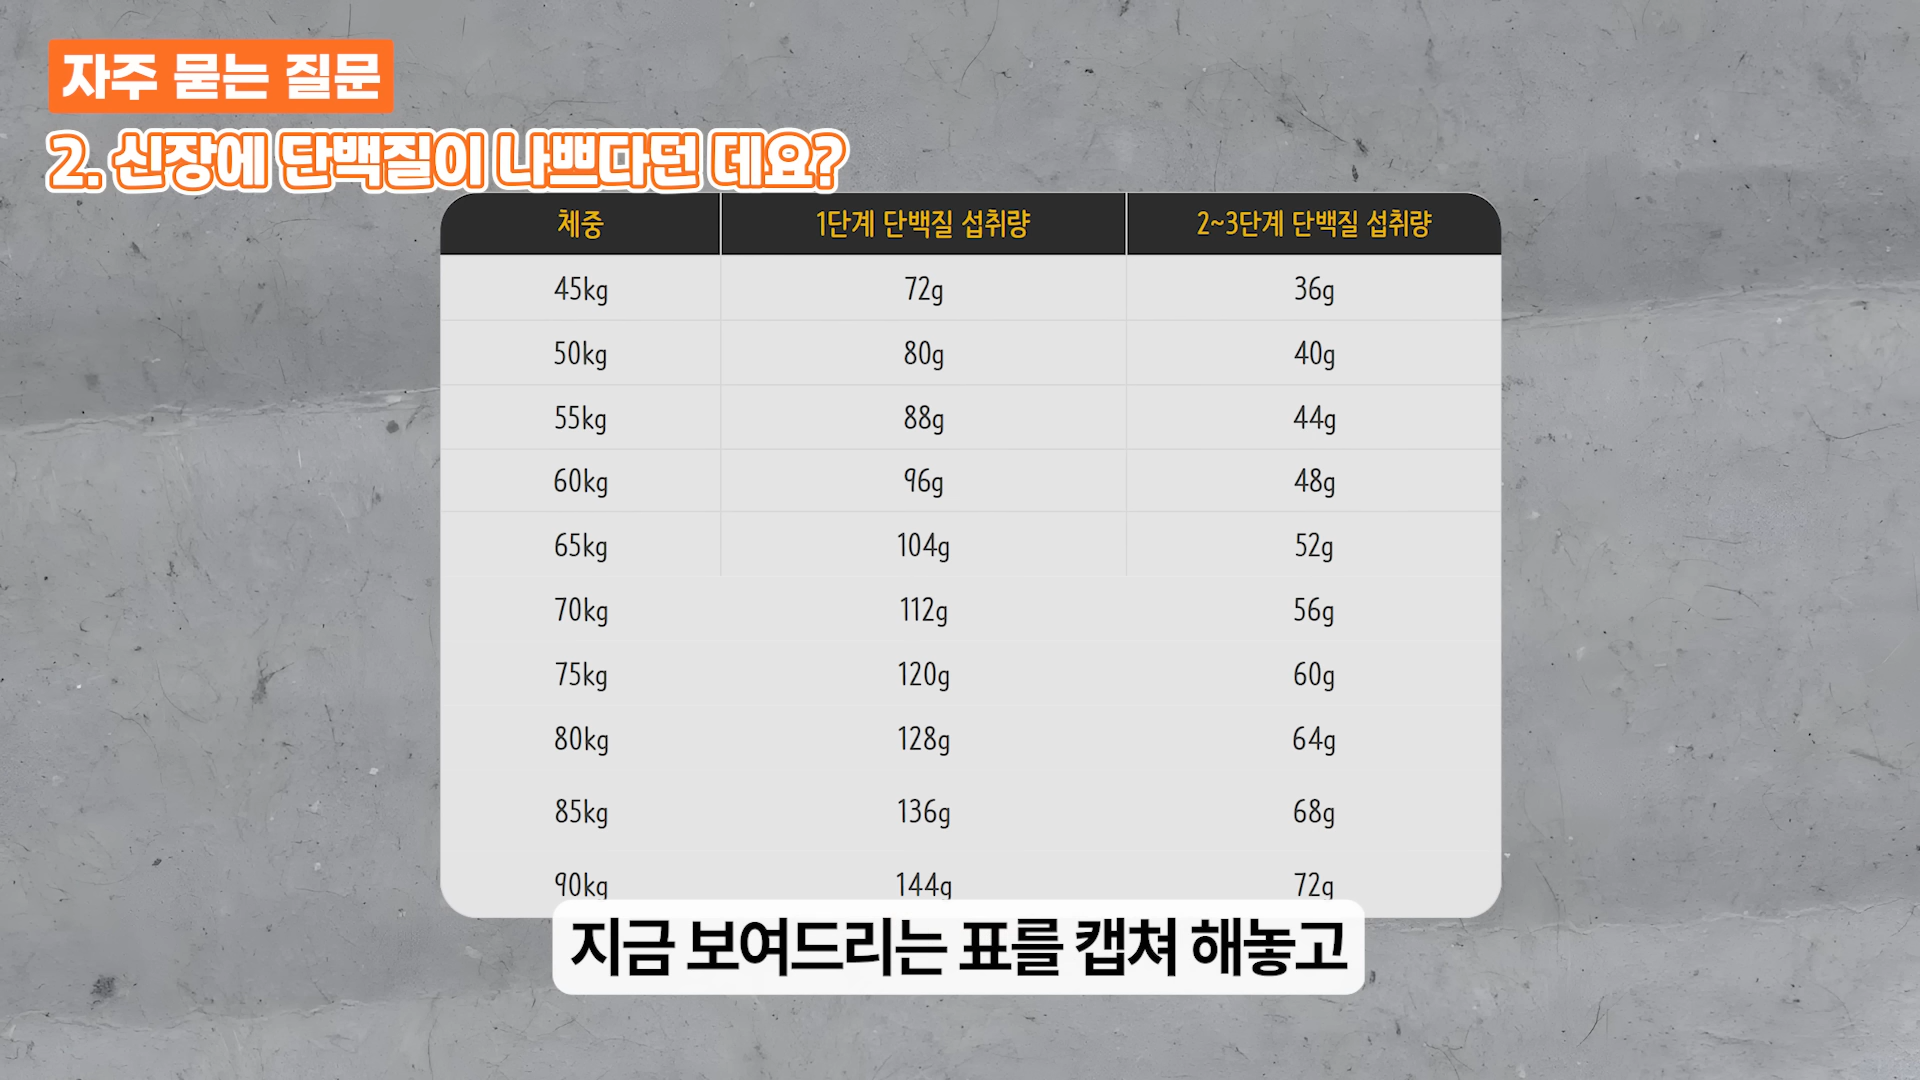 자주 묻는 질문
2. 신장에 단백질이 나쁘다던 데요?
체중 1단계 단백질 섭취량 2~3단계 단백질 섭취량
45kg 72g 36g
50kg 80g 40g
55kg 88g 44g
60kg 96g 48g
65kg 104g 52g
70kg 112g 56g
75kg 120g 60g
80kg 128g 64g
85kg 136g 68g
90kg 144g 72g
지금 보여드리는 표를 캡쳐 해놓고